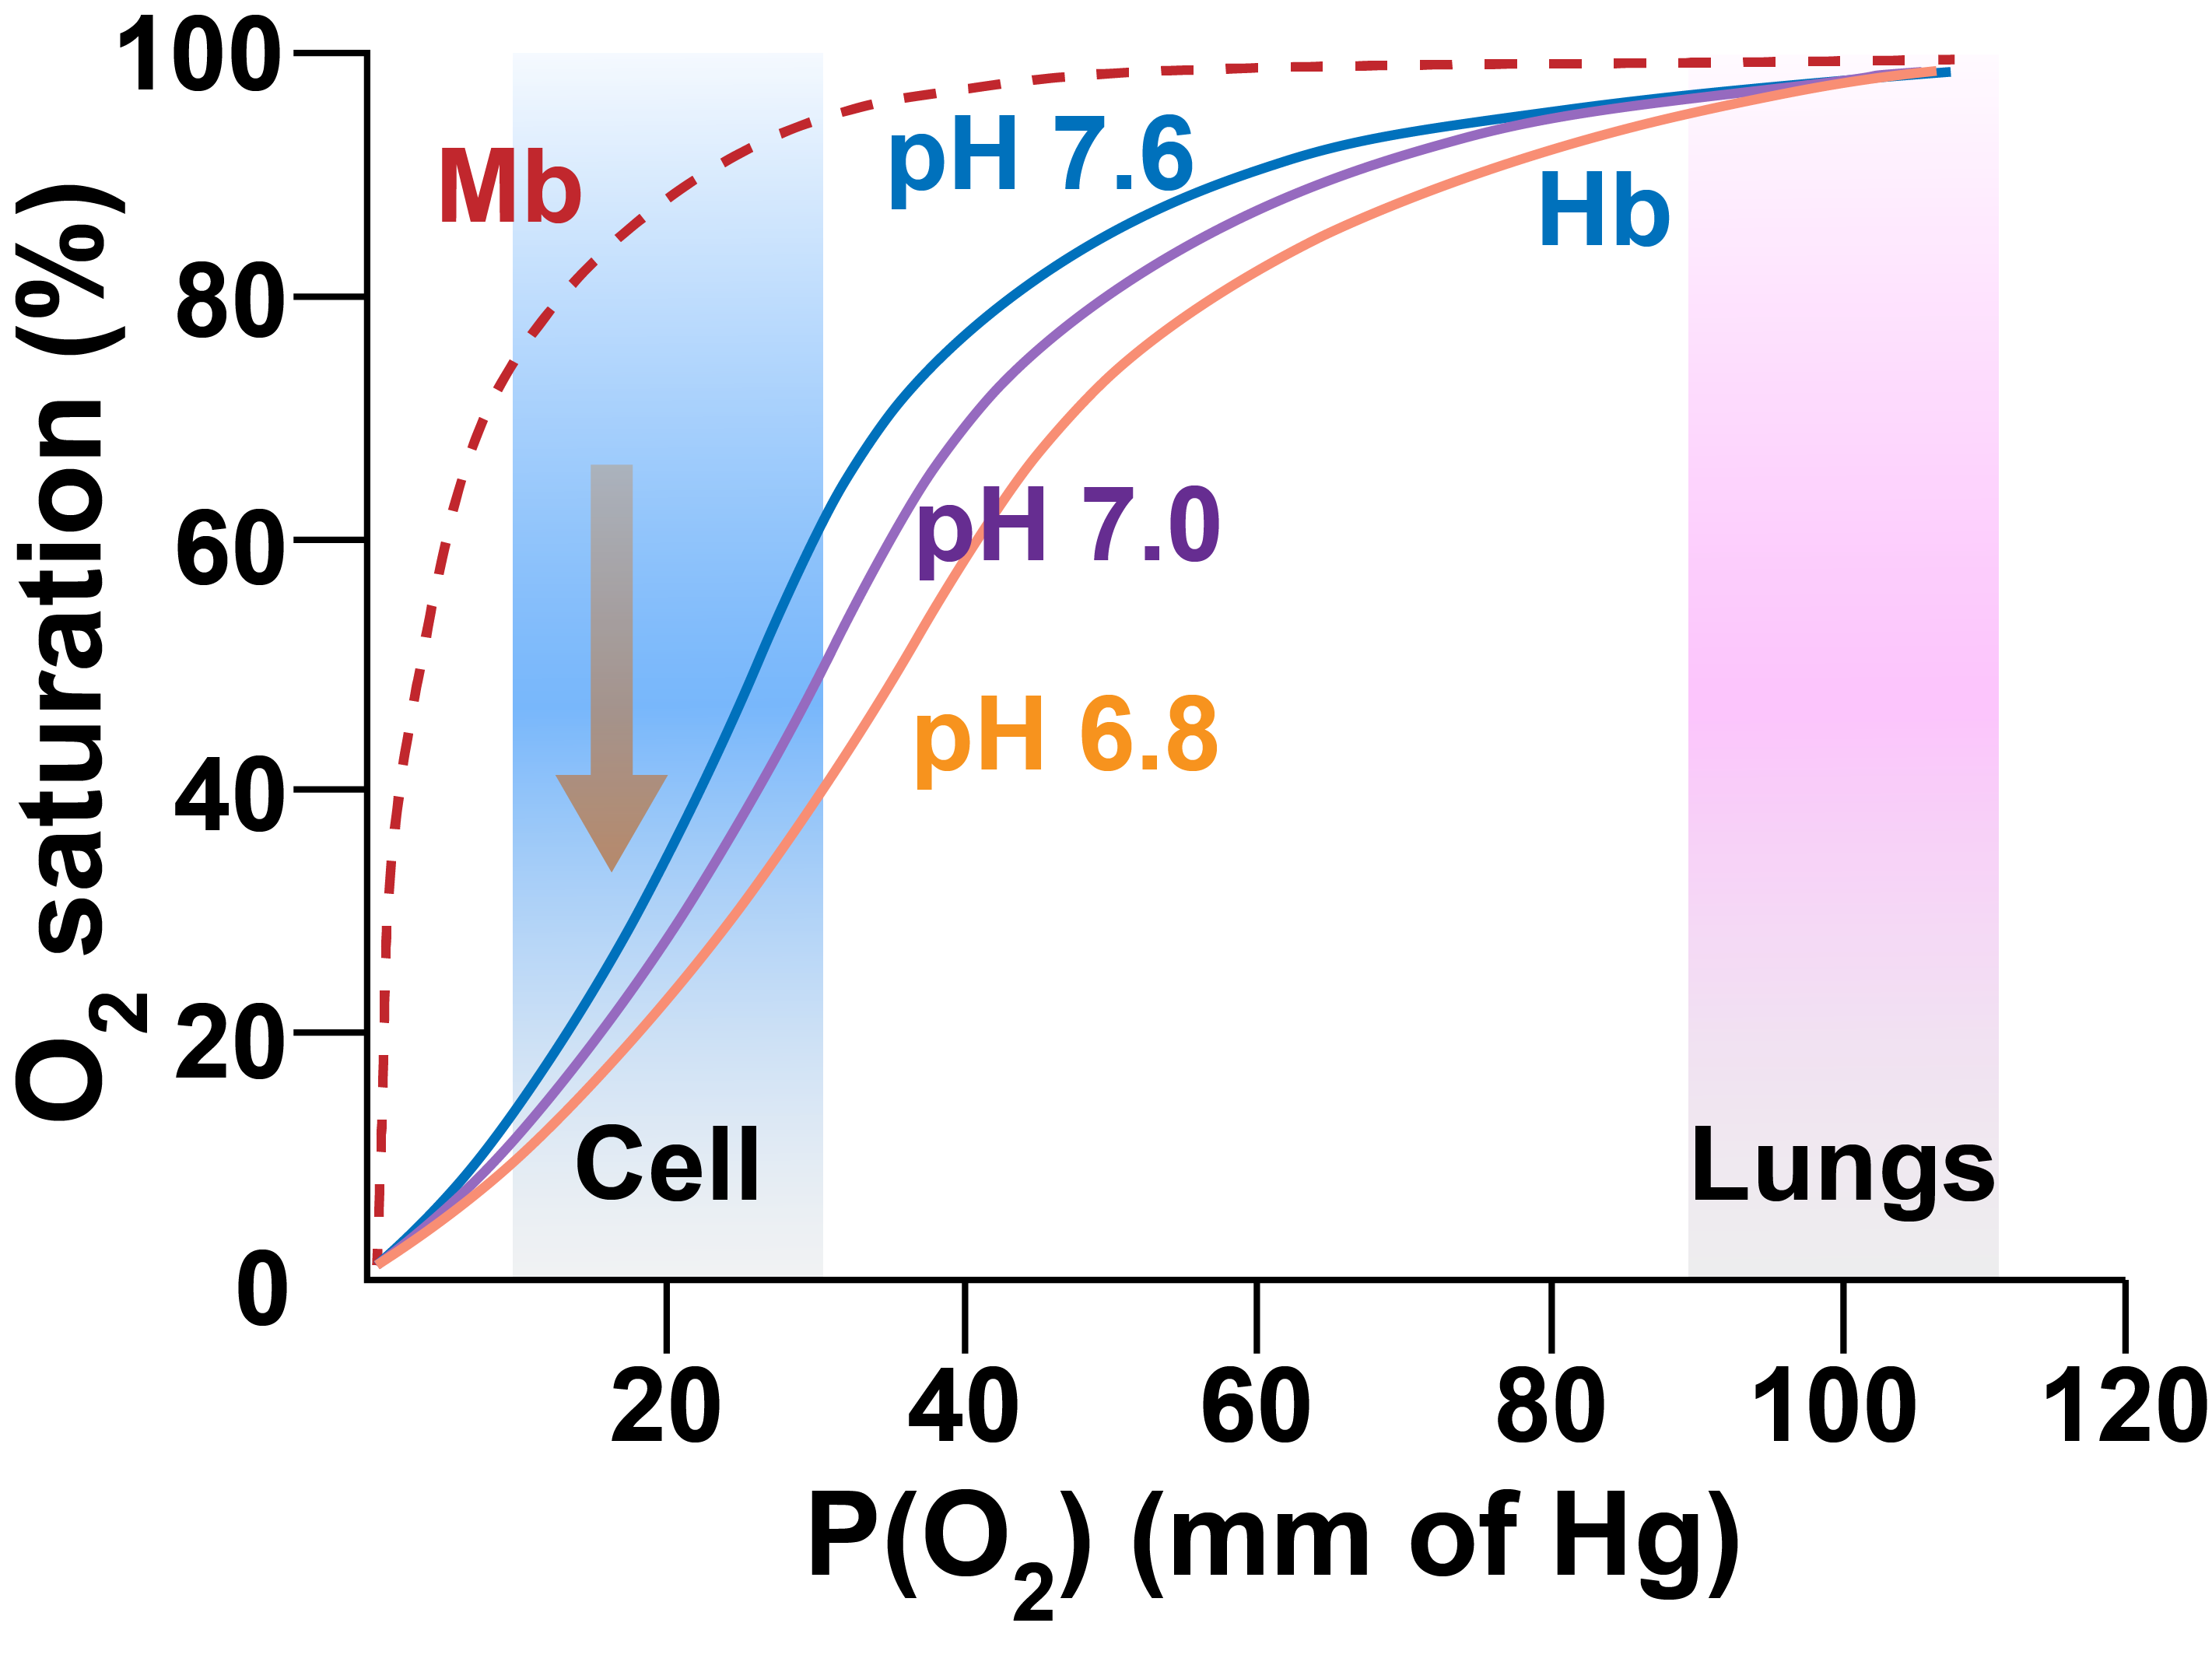 100
80
60
40
20
0
O2 saturation (%)
Mb
pH 7.6
Hb
pH 7.0
pH 6.8
Cell
Lungs
20 40 60 80 100 120
P(O2) (mm of Hg)